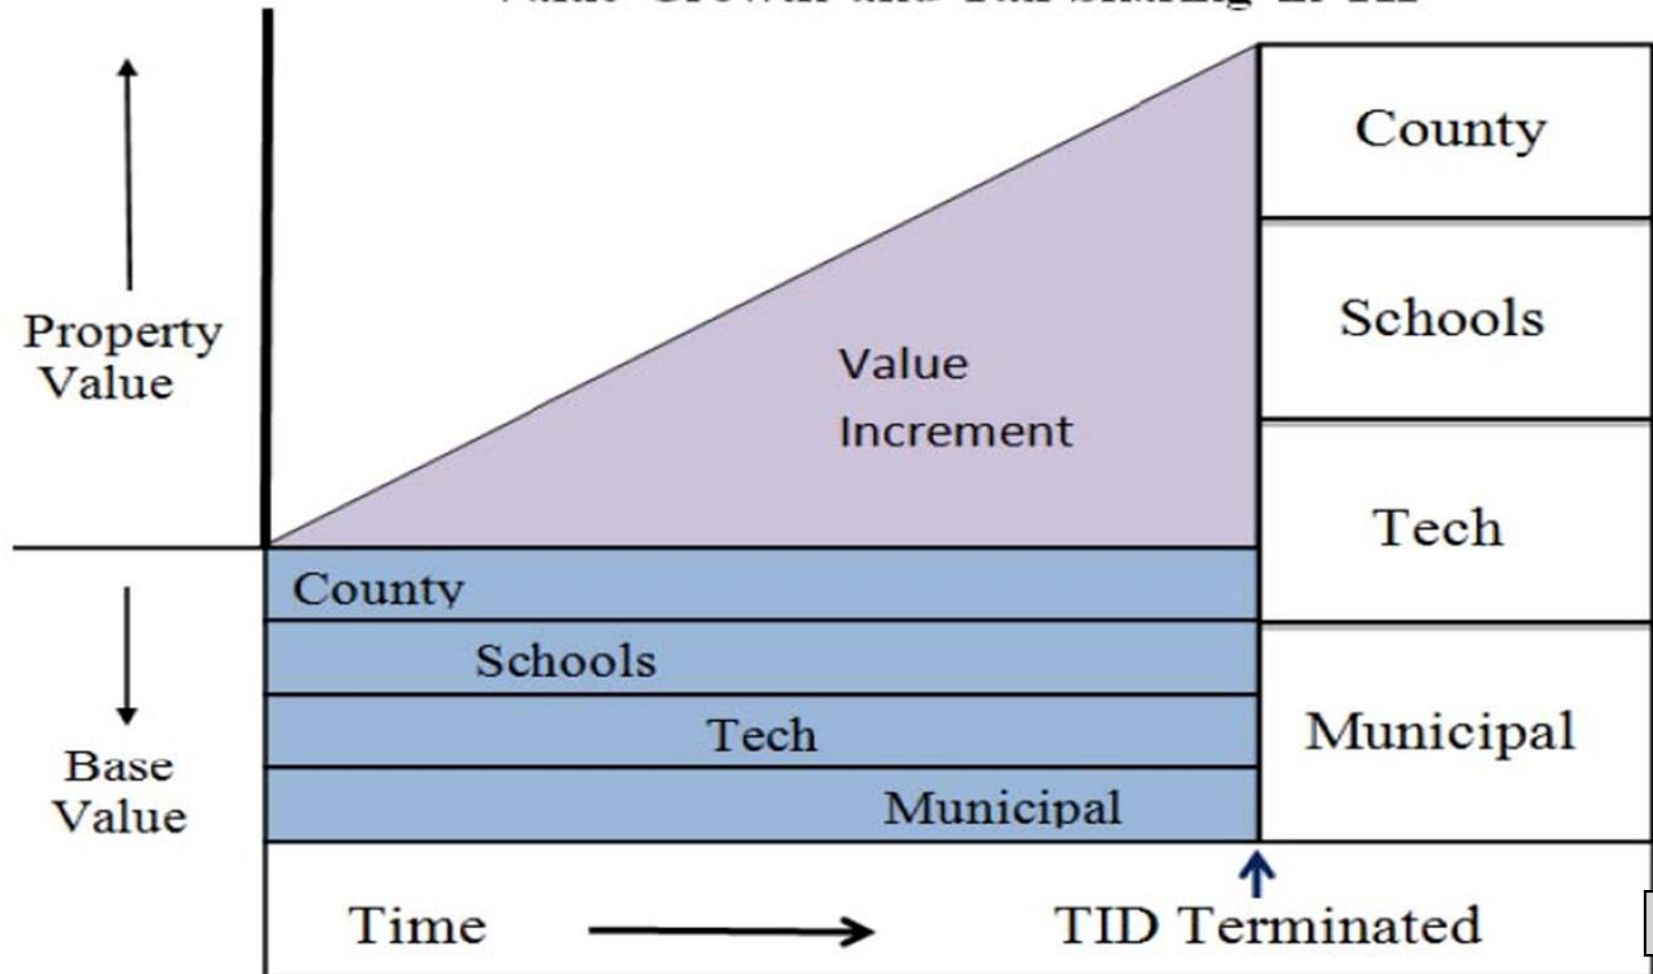 County
Schools
Property
Value
Value
Increment
Tech
County
Schools
Tech
Municipal
Municipal
Base
Value
Time
TID Terminated